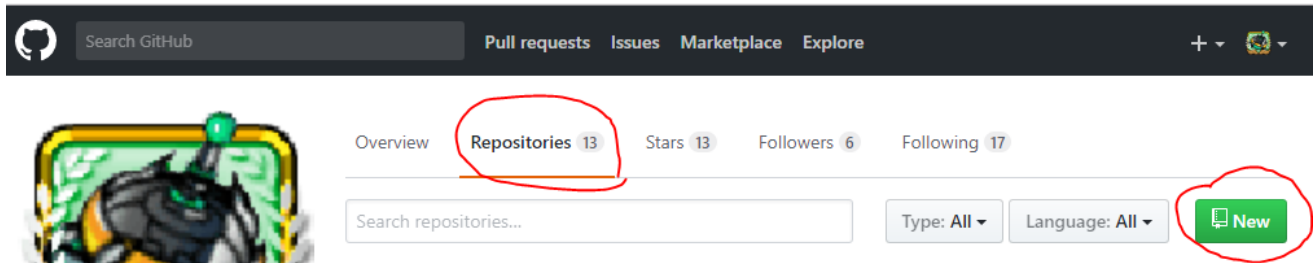 Search GitHub Pull requests Issues Marketplace Explore
Overview Repositories 13 Stars 13 Followers 6 Following 17
Search repositories... Type: All Language: All New